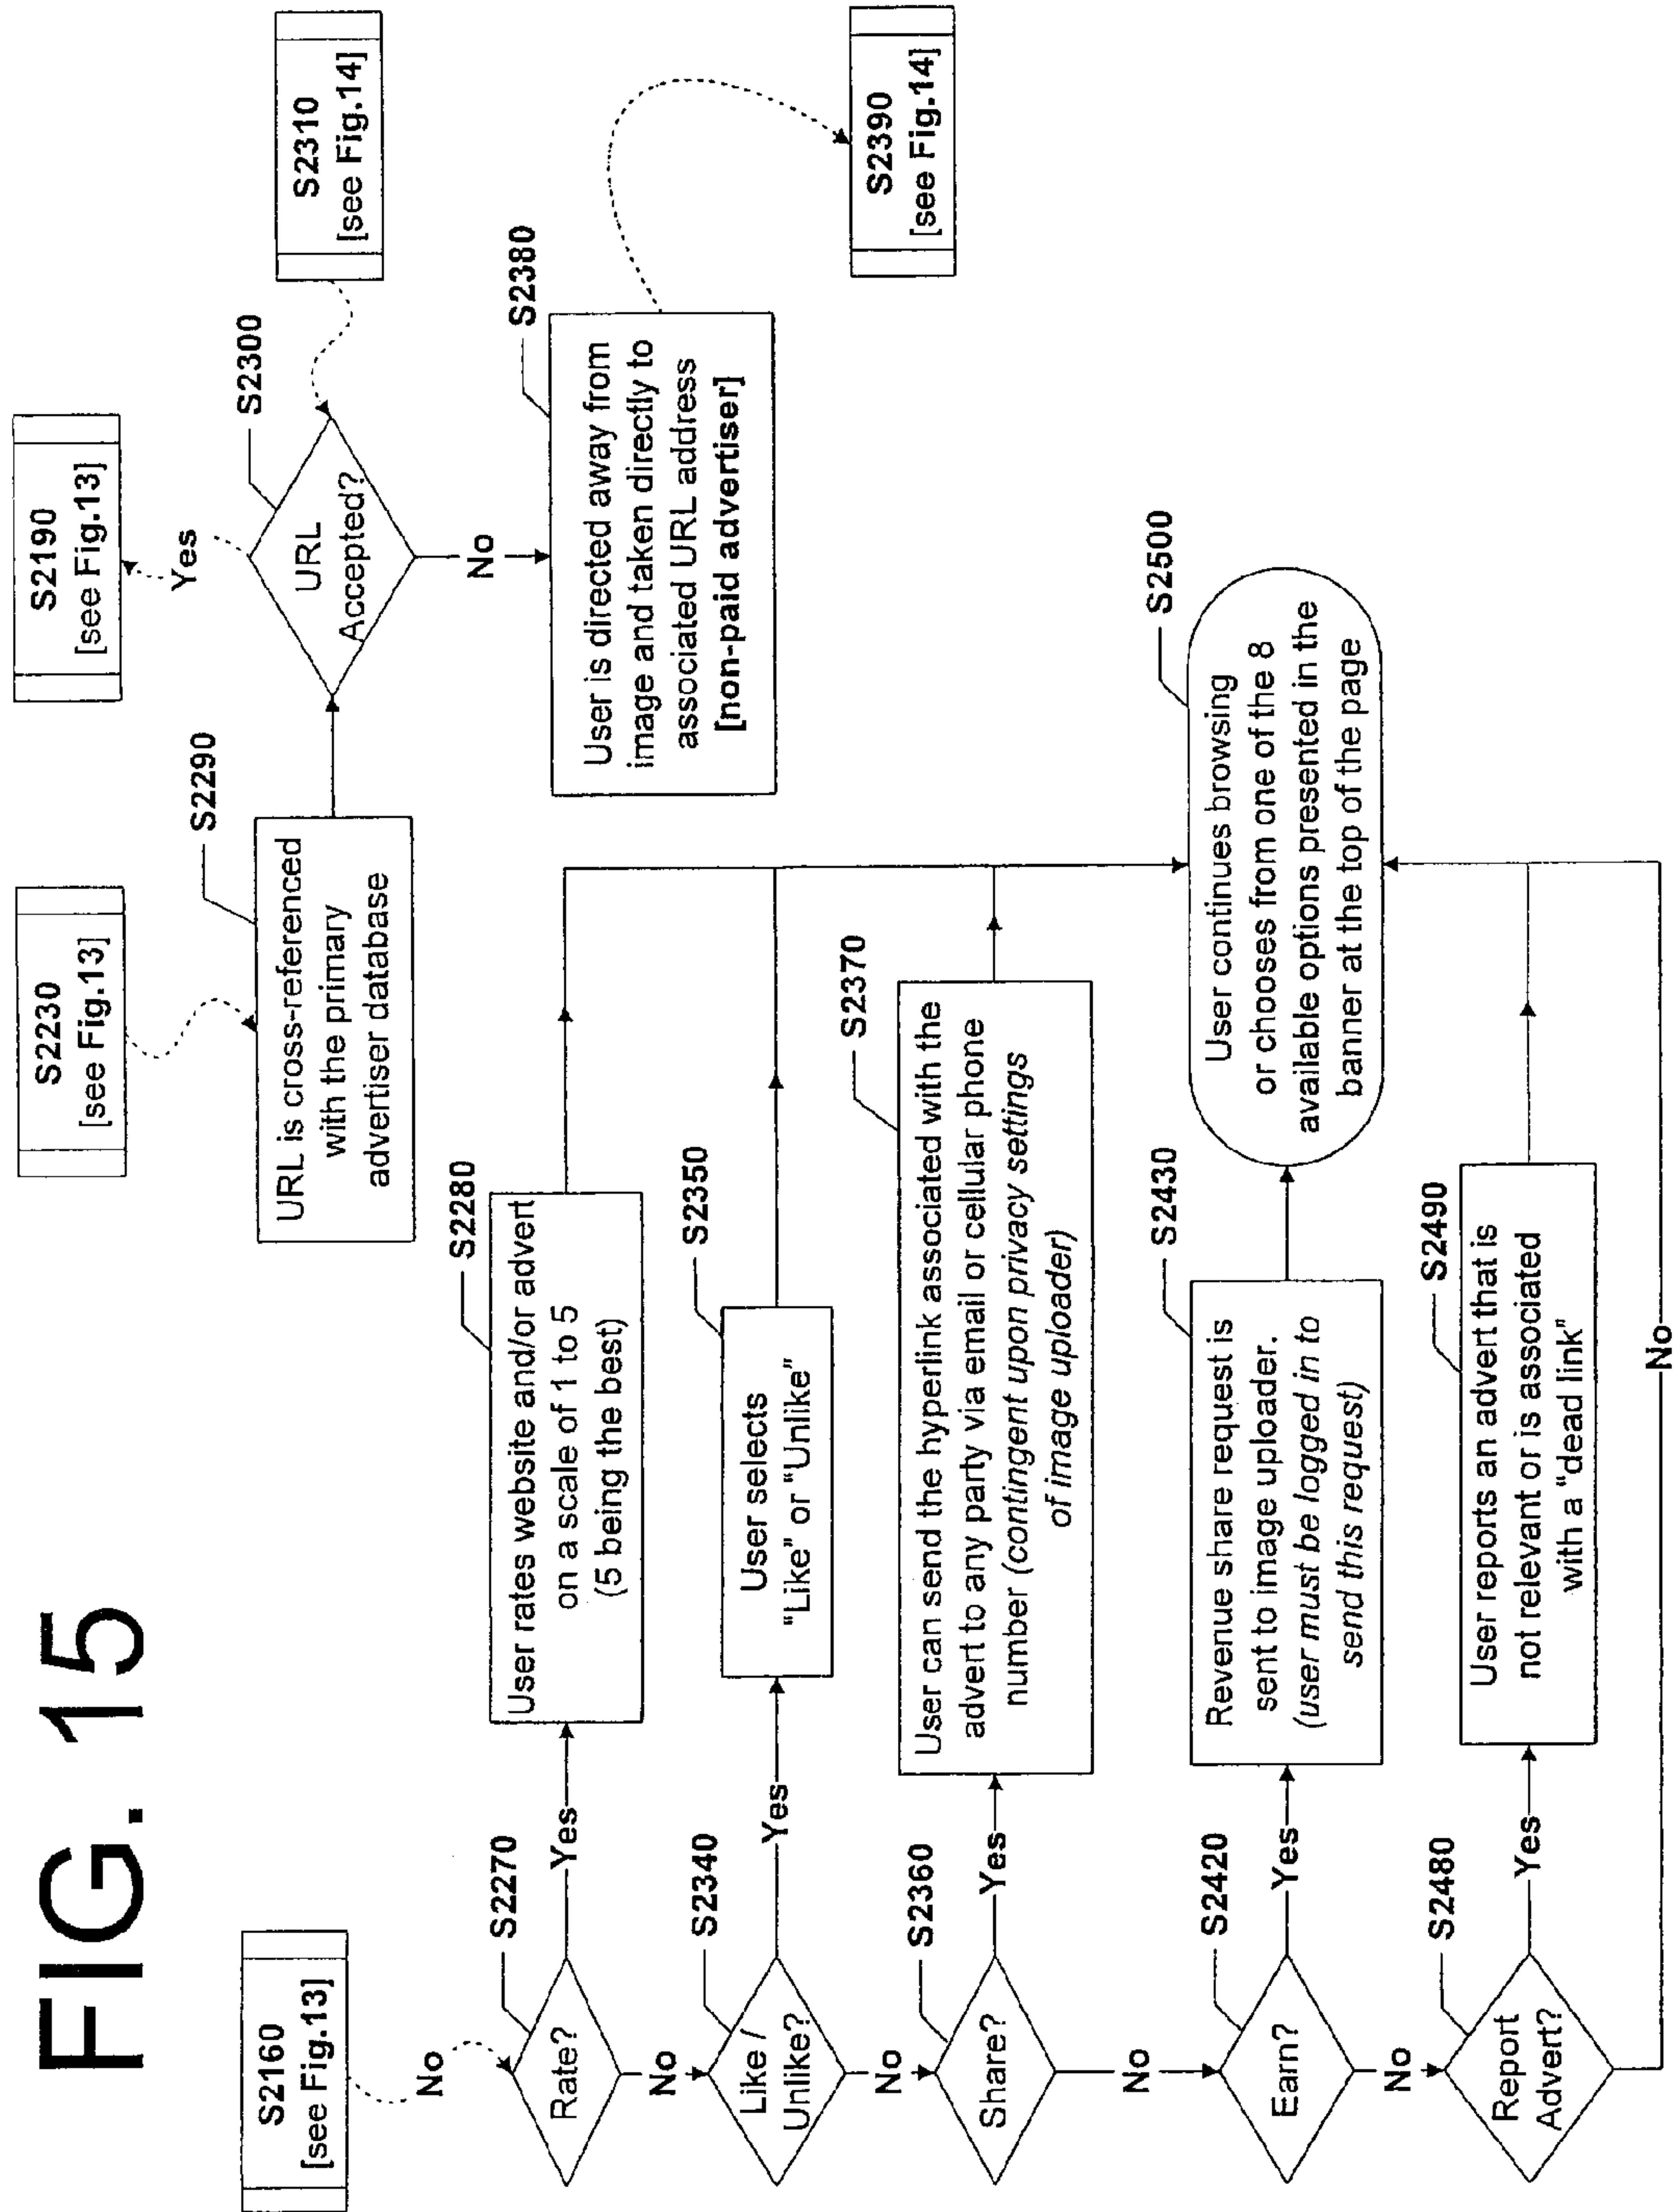 FIG. 15
S2160
[see Fig.13]
No
S2270
Rate?
Yes
S2280
User rates website and/or advert
on a scale of 1 to 5
(5 being the best)
No
S2340
Like /
Unlike?
Yes
S2350
User selects
“Like” or “Unlike”
No
S2360
Share?
Yes
S2370
User can send the hyperlink associated with the
advert to any party via email or cellular phone
number (contingent upon privacy settings
of image uploader)
No
S2420
Earn?
Yes
S2430
Revenue share request is
sent to image uploader.
(user must be logged in to
send this request)
No
S2480
Report
Advert?
Yes
S2490
User reports an advert that is
not relevant or is associated
with a “dead link”
No
S2500
User continues browsing
or chooses from one of the 8
available options presented in the
banner at the top of the page
S2230
[see Fig.13]
S2290
URL is cross-referenced
with the primary
advertiser database
S2190
[see Fig.13]
Yes
S2300
URL
Accepted?
S2310
[see Fig.14]
No
S2380
User is directed away from
image and taken directly to
associated URL address
[non-paid advertiser]
S2390
[see Fig.14]